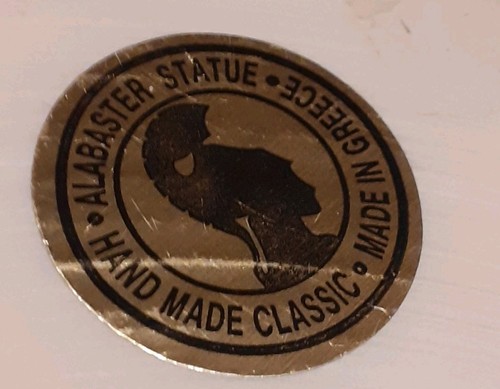 ALABASTER STATUE • MADE IN GREECE •
HAND MADE CLASSIC •